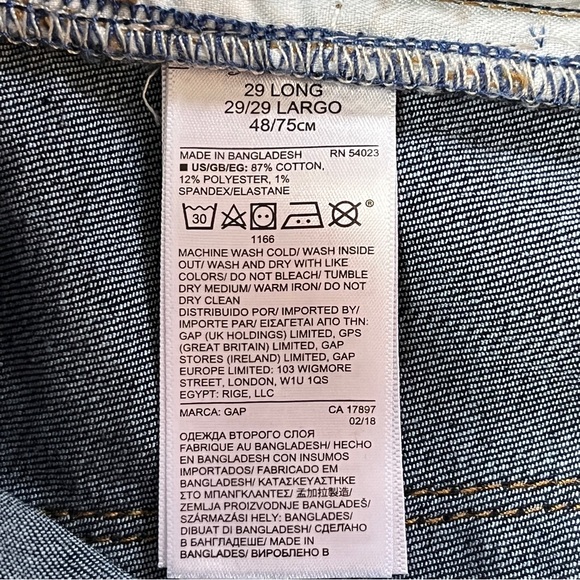 29 LONG
29/29 LARGO
48/75CM
MADE IN BANGLADESH RN 54023
■ US/GB/EG: 87% COTTON,
12% POLYESTER, 1%
SPANDEX/ELASTANE
30 ®
1166
MACHINE WASH COLD/ WASH INSIDE
OUT/ WASH AND DRY WITH LIKE
COLORS/ DO NOT BLEACH/ TUMBLE
DRY MEDIUM/ WARM IRON/ DO NOT
DRY CLEAN
DISTRIBUIDO POR/ IMPORTED BY/
IMPORTE PAR/ ΕΙΣΑΓΕΤΑΙ ΑΠΟ ΤΗΝ:
GAP (UK HOLDINGS) LIMITED, GPS
(GREAT BRITAIN) LIMITED, GAP
STORES (IRELAND) LIMITED, GAP
EUROPE LIMITED: 103 WIGMORE
STREET, LONDON, W1U 1QS
EGYPT: RIGE, LLC
MARCA: GAP CA 17897
02/18
ОДЕЖДА ВТОРОГО СЛОЯ
FABRIQUE AU BANGLADESH/ HECHO
EN BANGLADESH CON INSUMOS
IMPORTADOS/ FABRICADO EM
BANGLADESH/ ΚΑΤΑΣΚΕΥΑΣΤΗΚΕ
ΣΤΟ ΜΠΑΝΓΚΛΑΝΤΕΣ/ 孟加拉製造/
ZEMLJA PROIZVODNJE BANGLADEŠ/
SZÁRMAZÁSI HELY: BANGLADES/
DIBUAT DI BANGLADESH/ СДЕЛАНО
В БАНГЛАДЕШЕ/ MADE IN
BANGLADES/ ВИРОБЛЕНО В